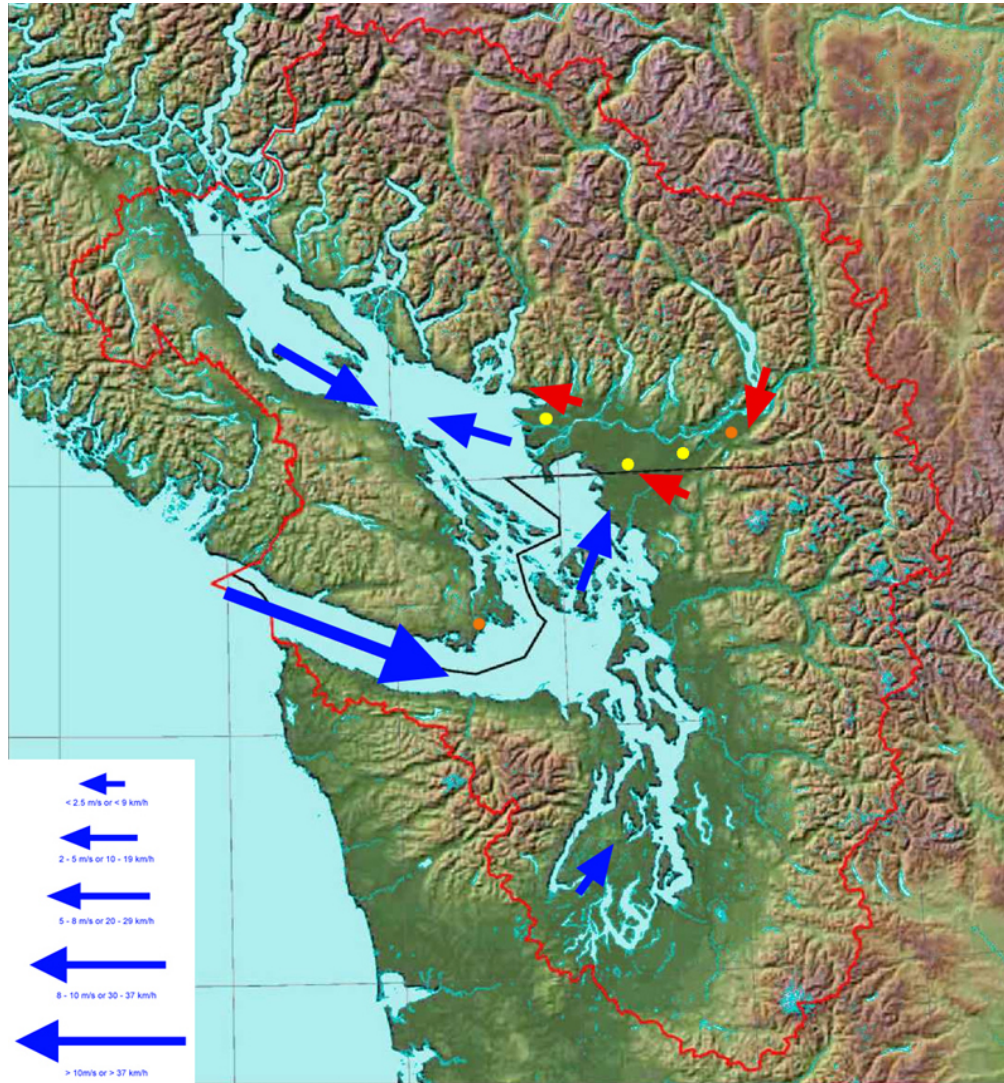 < 2.5 m/s or < 9 km/h
2 - 5 m/s or 10 - 19 km/h
5 - 8 m/s or 20 - 29 km/h
8 - 10 m/s or 30 - 37 km/h
> 10m/s or > 37 km/h